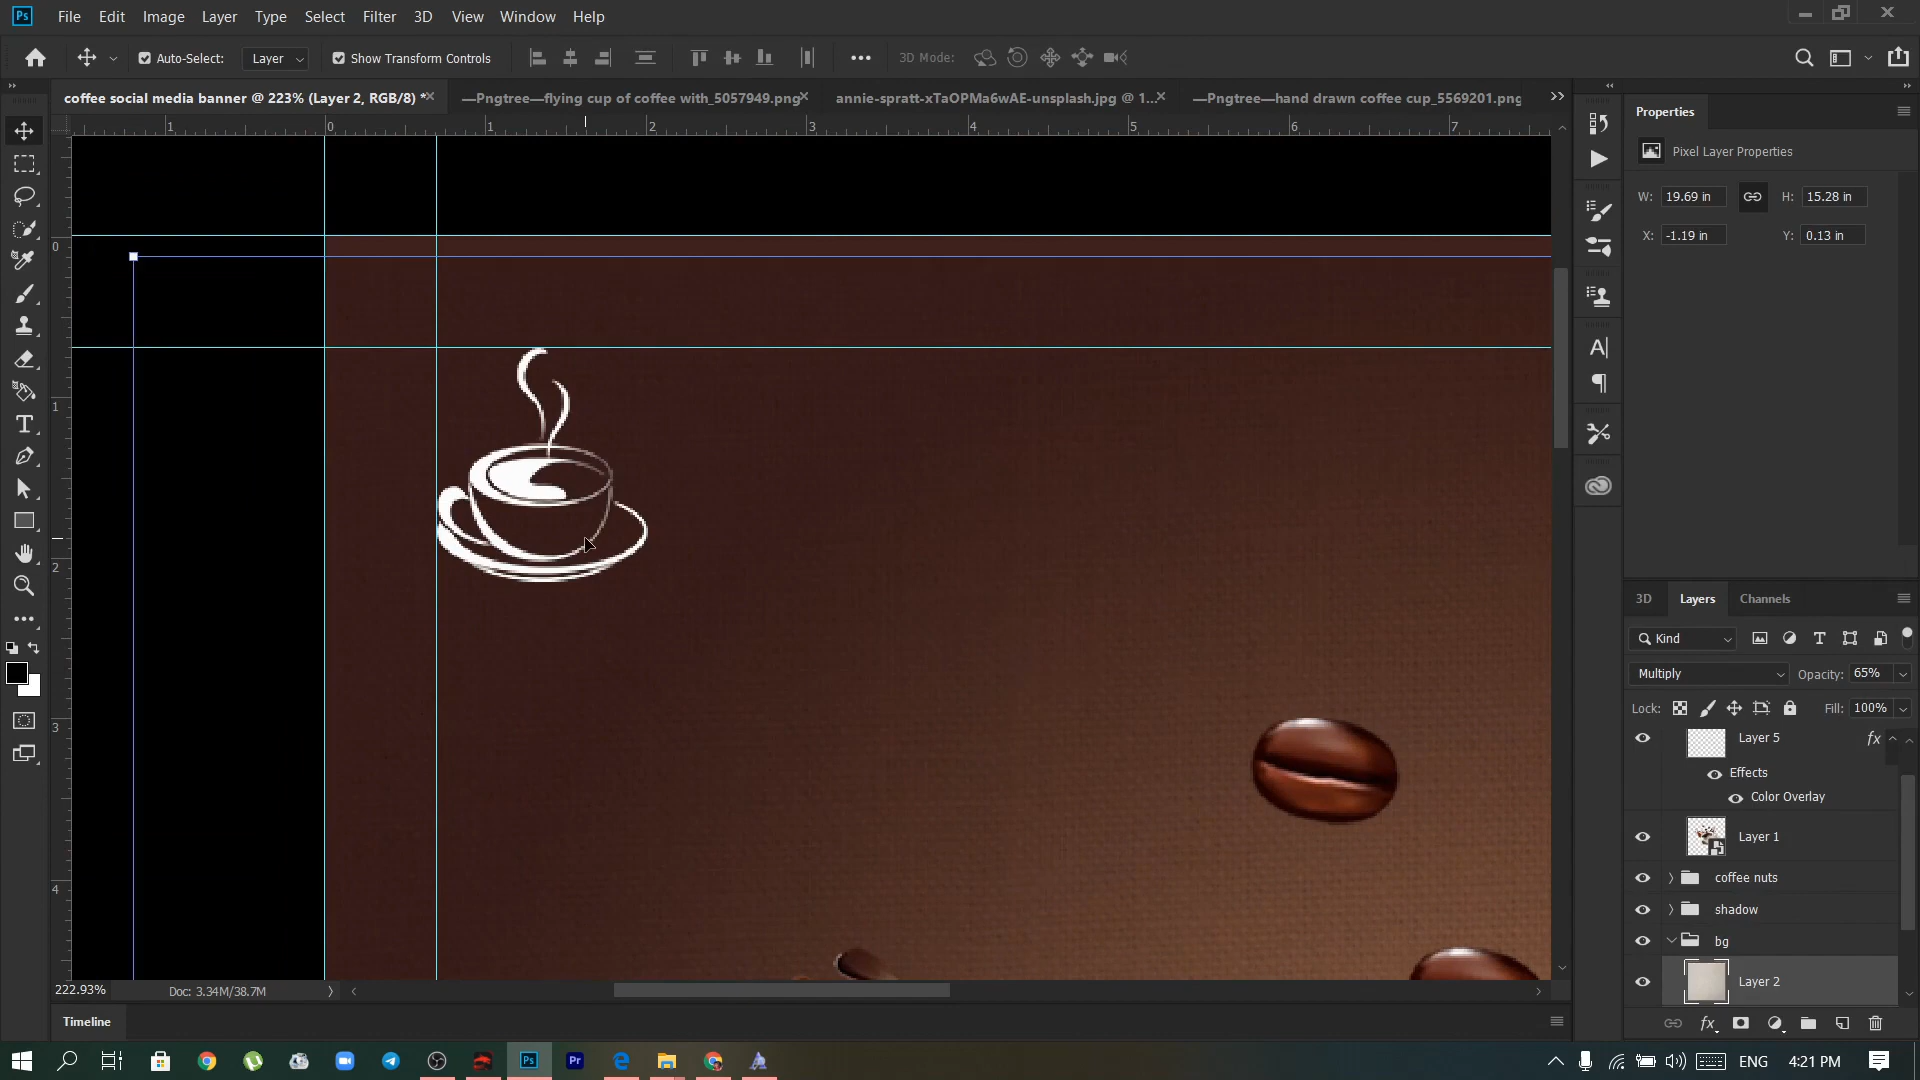 Ps File Edit Image Layer Type Select Filter 3D View Window Help
Auto-Select: Layer Show Transform Controls 3D Mode:
coffee social media banner @ 223% (Layer 2, RGB/8) * —Pngtree—flying cup of coffee with_5057949.png annie-spratt-xTaOPMa6wAE-unsplash.jpg @ 1... —Pngtree—hand drawn coffee cup_5569201.png
1 0 1 2 3 4 5 6 7
0
1
2
3
4
Properties
Pixel Layer Properties
W: 19.69 in H: 15.28 in
X: -1.19 in Y: 0.13 in
3D Layers Channels
Kind
Multiply Opacity: 65%
Lock: Fill: 100%
Layer 5 fx
Effects
Color Overlay
Layer 1
coffee nuts
shadow
bg
Layer 2
fx
222.93% Doc: 3.34M/38.7M
Timeline
Ps Pr ENG 4:21 PM